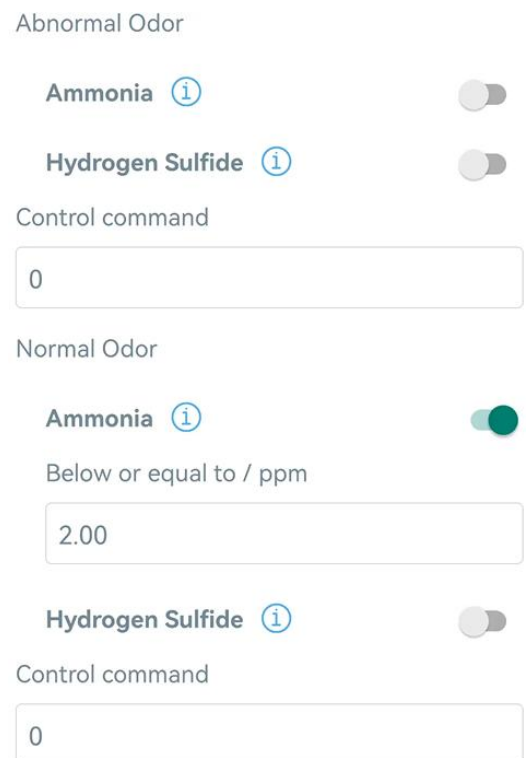 Abnormal Odor
Ammonia
Hydrogen Sulfide
Control command
0
Normal Odor
Ammonia
Below or equal to / ppm
2.00
Hydrogen Sulfide
Control command
0